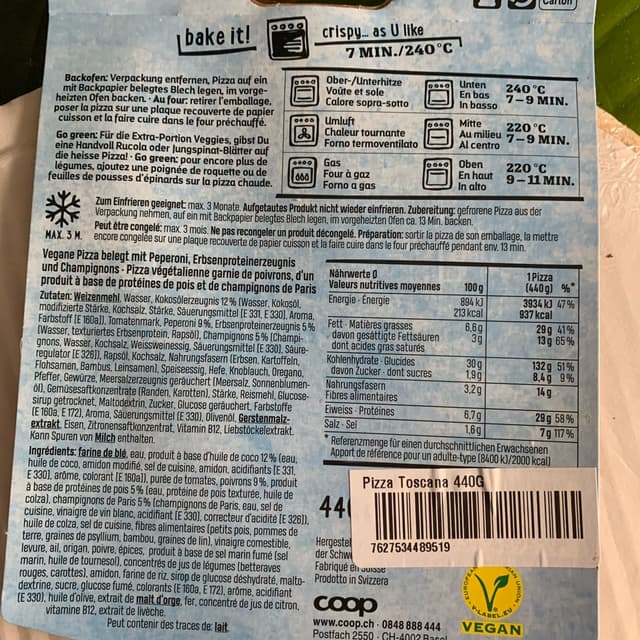 Carton
bake it!
crispy... as U like
7 MIN./240°C
Backofen: Verpackung entfernen, Pizza auf ein
mit Backpapier belegtes Blech legen, im vorge-
heizten Ofen backen. · Au four: retirer l'emballage,
poser la pizza sur une plaque recouverte de papier
cuisson et la faire cuire dans le four préchauffé.
Go green: Für die Extra-Portion Veggies, gibst Du
eine Handvoll Rucola oder Jungspinat-Blätter auf
die heisse Pizza! · Go green: pour encore plus de
légumes, ajoutez une poignée de roquette ou de
feuilles de pousses d'épinards sur la pizza chaude.
Ober-/Unterhitze
Voûte et sole
Calore sopra-sotto
Unten
En bas
In basso
240°C
7–9 MIN.
Umluft
Chaleur tournante
Forno termoventilato
Mitte
Au milieu
Al centro
220°C
7–9 MIN.
Gas
Four à gaz
Forno a gas
Oben
En haut
In alto
220°C
9–11 MIN.
MAX. 3 M.
Zum Einfrieren geeignet: max. 3 Monate. Aufgetautes Produkt nicht wieder einfrieren. Zubereitung: gefrorene Pizza aus der
Verpackung nehmen, auf ein mit Backpapier belegtes Blech legen, im vorgeheizten Ofen ca. 13 Min. backen.
Peut être congelé: max. 3 mois. Ne pas recongeler un produit décongelé. Préparation: sortir la pizza de son emballage, la mettre
encore congelée sur une plaque recouverte de papier cuisson et la faire cuire dans le four préchauffé pendant env. 13 min.
Vegane Pizza belegt mit Peperoni, Erbsenproteinerzeugnis
und Champignons · Pizza végétalienne garnie de poivrons, d'un
produit à base de protéines de pois et de champignons de Paris
Zutaten: Weizenmehl, Wasser, Kokosölerzeugnis 12% (Wasser, Kokosöl,
modifizierte Stärke, Kochsalz, Stärke, Säuerungsmittel [E 331, E 330], Aroma,
Farbstoff [E 160a]), Tomatenmark, Peperoni 9%, Erbsenproteinerzeugnis 5%
(Wasser, texturiertes Erbsenprotein, Rapsöl), Champignons 5% (Champi-
gnons, Wasser, Kochsalz, Weissweinessig, Säuerungsmittel [E 330], Säure-
regulator [E 326]), Rapsöl, Kochsalz, Nahrungsfasern (Erbsen, Kartoffeln,
Flohsamen, Bambus, Leinsamen), Speiseessig, Hefe, Knoblauch, Oregano,
Pfeffer, Gewürze, Meersalzerzeugnis geräuchert (Meersalz, Sonnenblumen-
öl), Gemüsesaftkonzentrate (Randen, Karotten), Stärke, Reismehl, Glucose-
sirup getrocknet, Maltodextrin, Zucker, Glucose geräuchert, Farbstoffe
(E 160a, E 172), Aroma, Säuerungsmittel (E 330), Olivenöl, Gerstenmalz-
extrakt, Eisen, Zitronensaftkonzentrat, Vitamin B12, Liebstöckelextrakt.
Kann Spuren von Milch enthalten.
Ingrédients: farine de blé, eau, produit à base d'huile de coco 12% (eau,
huile de coco, amidon modifié, sel de cuisine, amidon, acidifiants [E 331,
E 330], arôme, colorant [E 160a]), purée de tomates, poivrons 9%, produit
à base de protéines de pois 5% (eau, protéine de pois texturée, huile de
colza), champignons de Paris 5% (champignons de Paris, eau, sel de
cuisine, vinaigre de vin blanc, acidifiant [E 330], correcteur d'acidité [E 326]),
huile de colza, sel de cuisine, fibres alimentaires (petits pois, pommes de
terre, graines de psyllium, bambou, graines de lin), vinaigre comestible,
levure, ail, origan, poivre, épices, produit à base de sel marin fumé (sel
marin, huile de tournesol), concentrés de jus de légumes (betteraves
rouges, carottes), amidon, farine de riz, sirop de glucose déshydraté, malto-
dextrine, sucre, glucose fumé, colorants (E 160a, E 172), arôme, acidifiant
(E 330), huile d'olive, extrait de malt d'orge, fer, concentré de jus de citron,
vitamine B12, extrait de livèche.
Peut contenir des traces de: lait.
Nährwerte Ø
Valeurs nutritives moyennes 100g 1 Pizza (440g) %*
Energie · Energie 894 kJ 3934 kJ 47%
213 kcal 937 kcal
Fett · Matières grasses 6,6g 29g 41%
davon gesättigte Fettsäuren 3g 13g 65%
dont acides gras saturés
Kohlenhydrate · Glucides 30g 132g 51%
davon Zucker · dont sucres 1,9g 8,4g 9%
Nahrungsfasern 3,2g 14g
Fibres alimentaires
Eiweiss · Protéines 6,7g 29g 58%
Salz · Sel 1,6g 7g 117%
* Referenzmenge für einen durchschnittlichen Erwachsenen
Apport de référence pour un adulte-type (8400 kJ/2000 kcal)
Pizza Toscana 440G
7627534489519
44
Hergestel
der Schw
Fabriqué en Suisse
Prodotto in Svizzera
coop
www.coop.ch · 0848 888 444
Postfach 2550 · CH-4002 Basel
EUROPEAN VEGETARIAN UNION
V-LABEL.EU
VEGAN